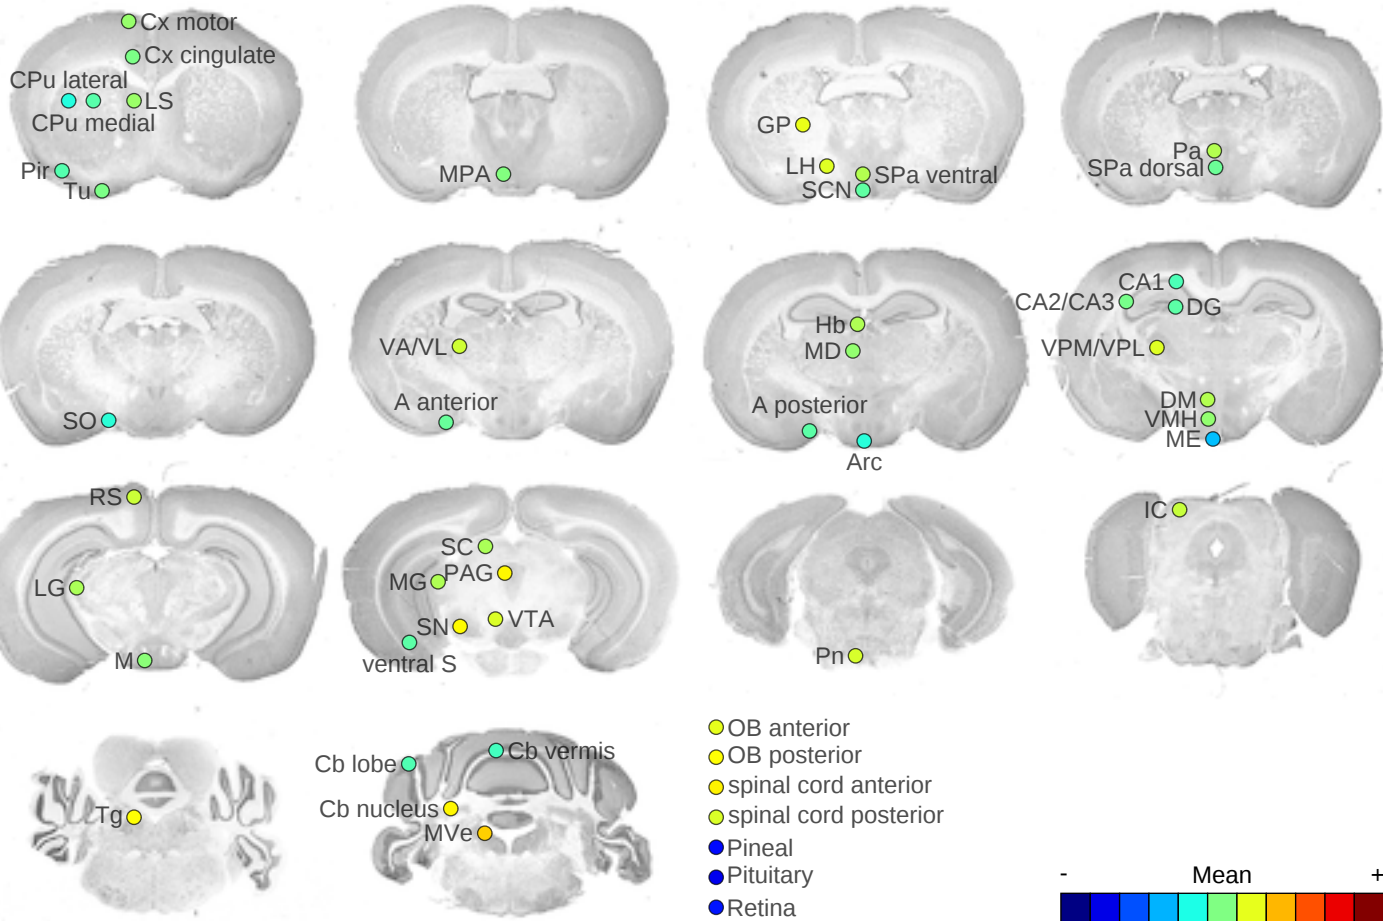 Cx motor
Cx cingulate
CPu lateral
LS
CPu medial
Pir
Tu
MPA
GP
LH
SPa ventral
SCN
Pa
SPa dorsal
SO
VA/VL
A anterior
Hb
MD
A posterior
Arc
CA1
CA2/CA3
DG
VPM/VPL
DM
VMH
ME
RS
LG
M
SC
PAG
MG
VTA
SN
ventral S
Pn
IC
Tg
Cb lobe
Cb vermis
Cb nucleus
MVe
OB anterior
OB posterior
spinal cord anterior
spinal cord posterior
Pineal
Pituitary
Retina
- Mean +